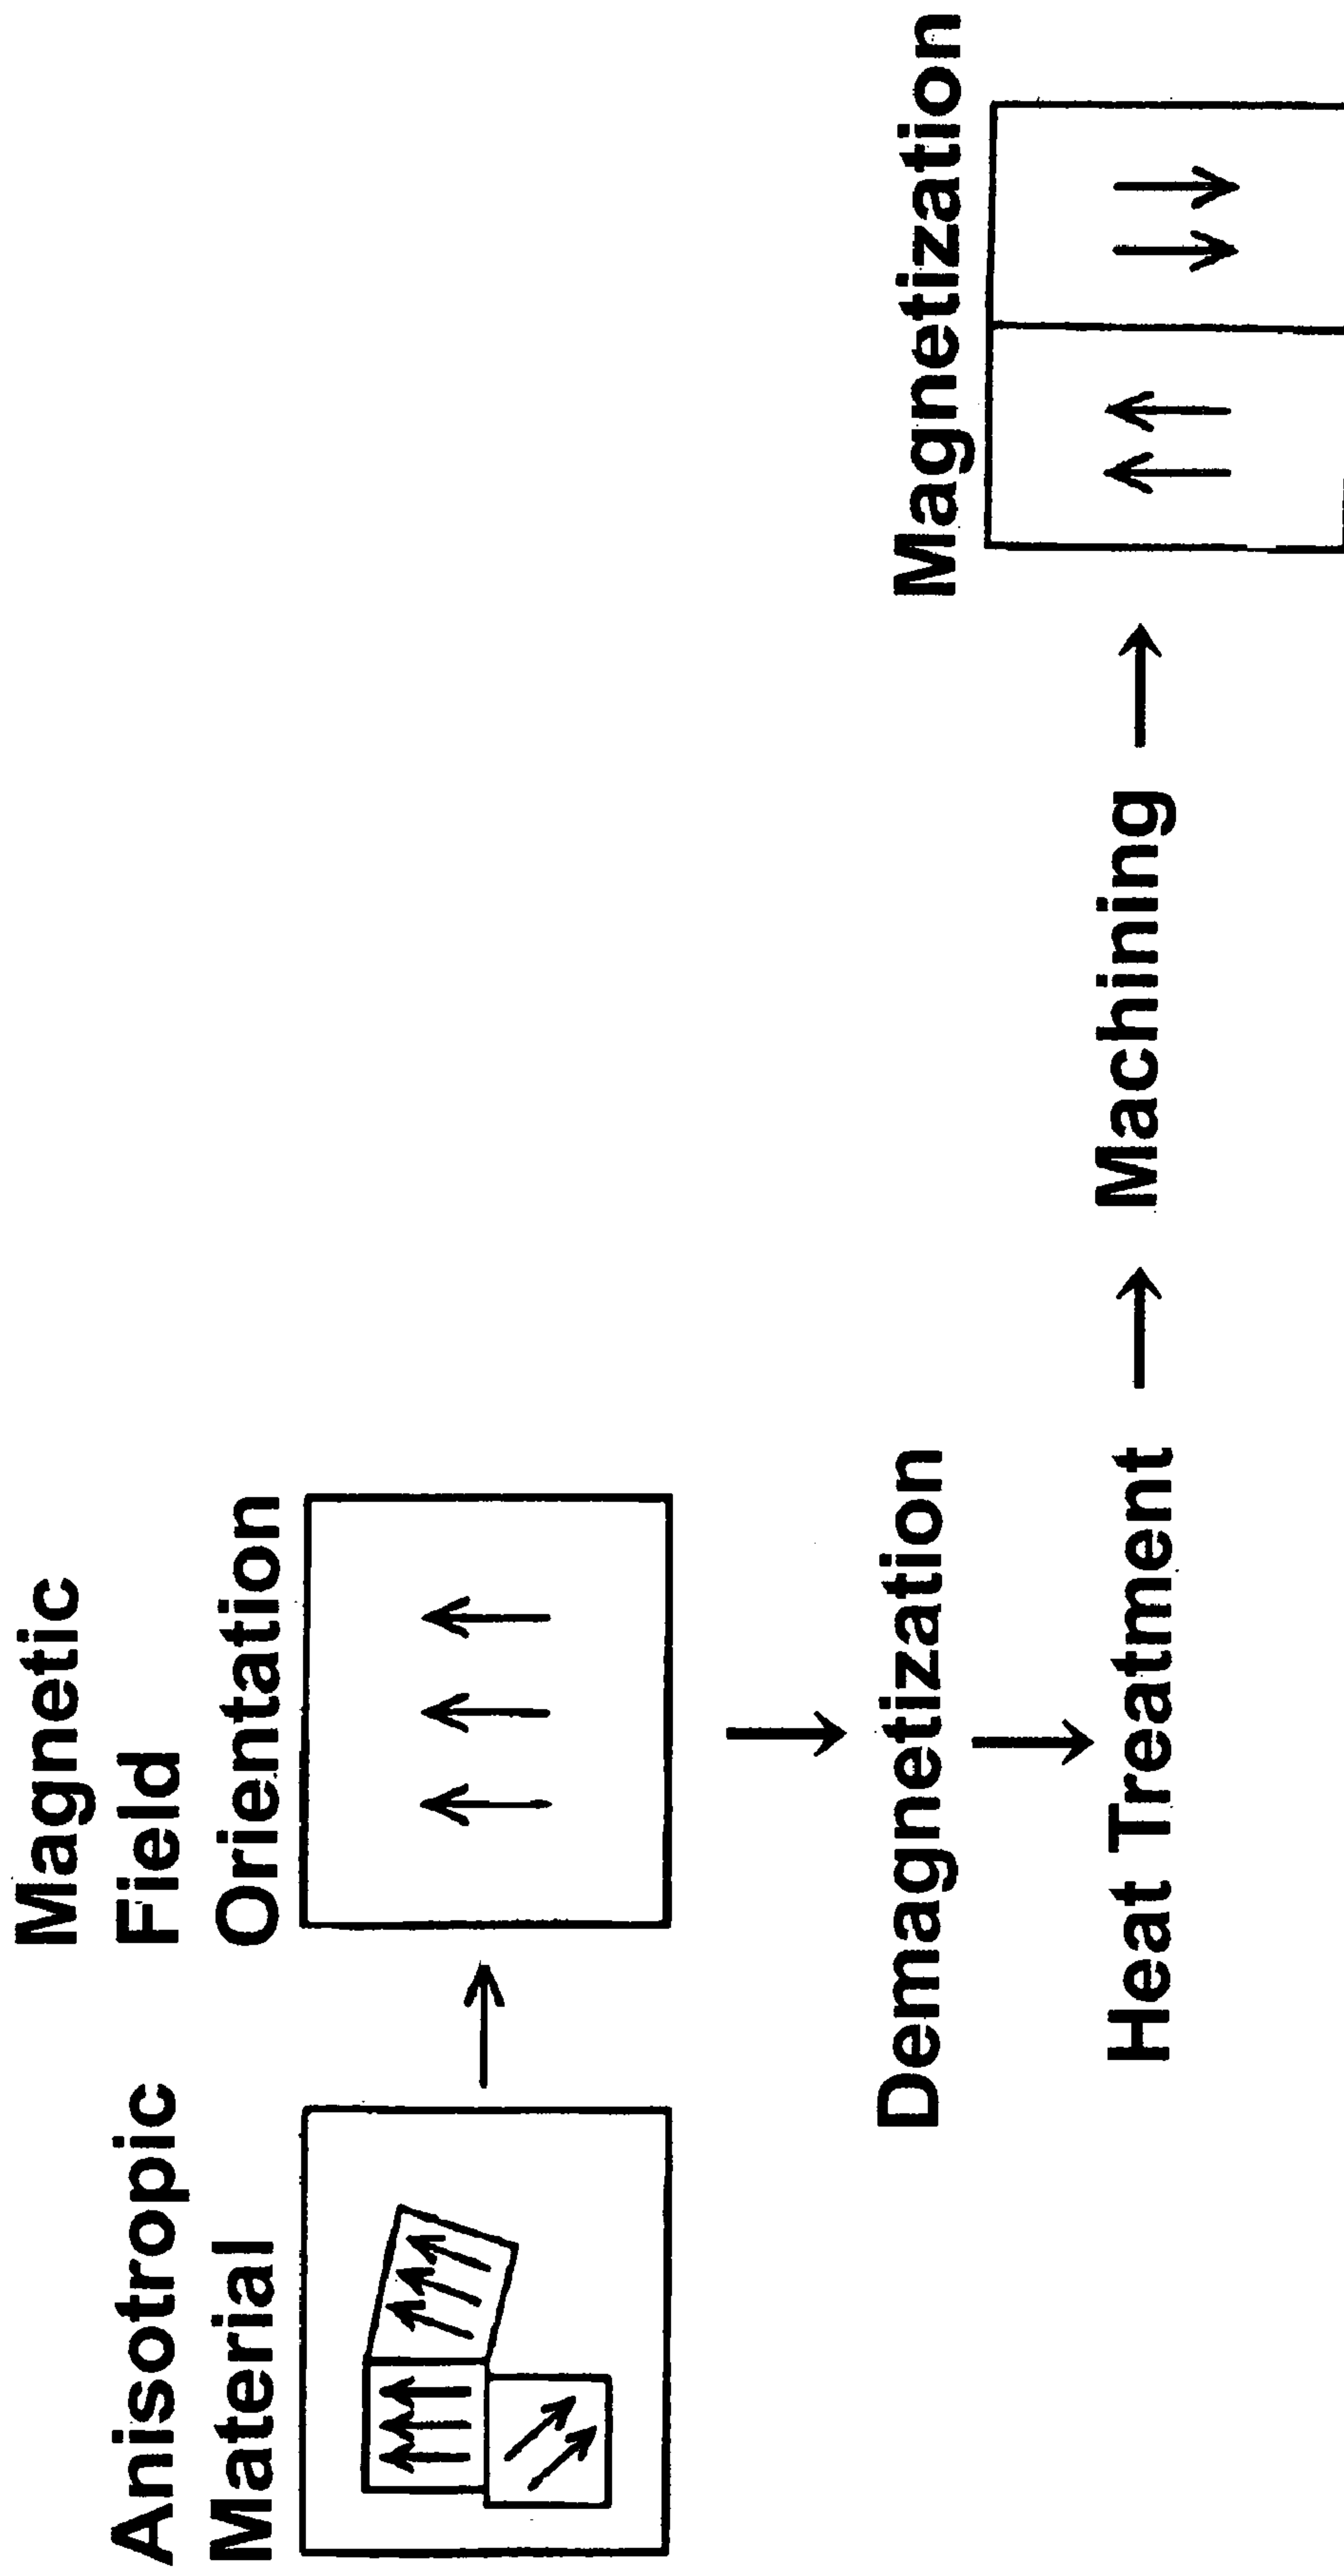 Anisotropic
Material
Magnetic
Field
Orientation
Demagnetization
Heat Treatment
Machining
Magnetization